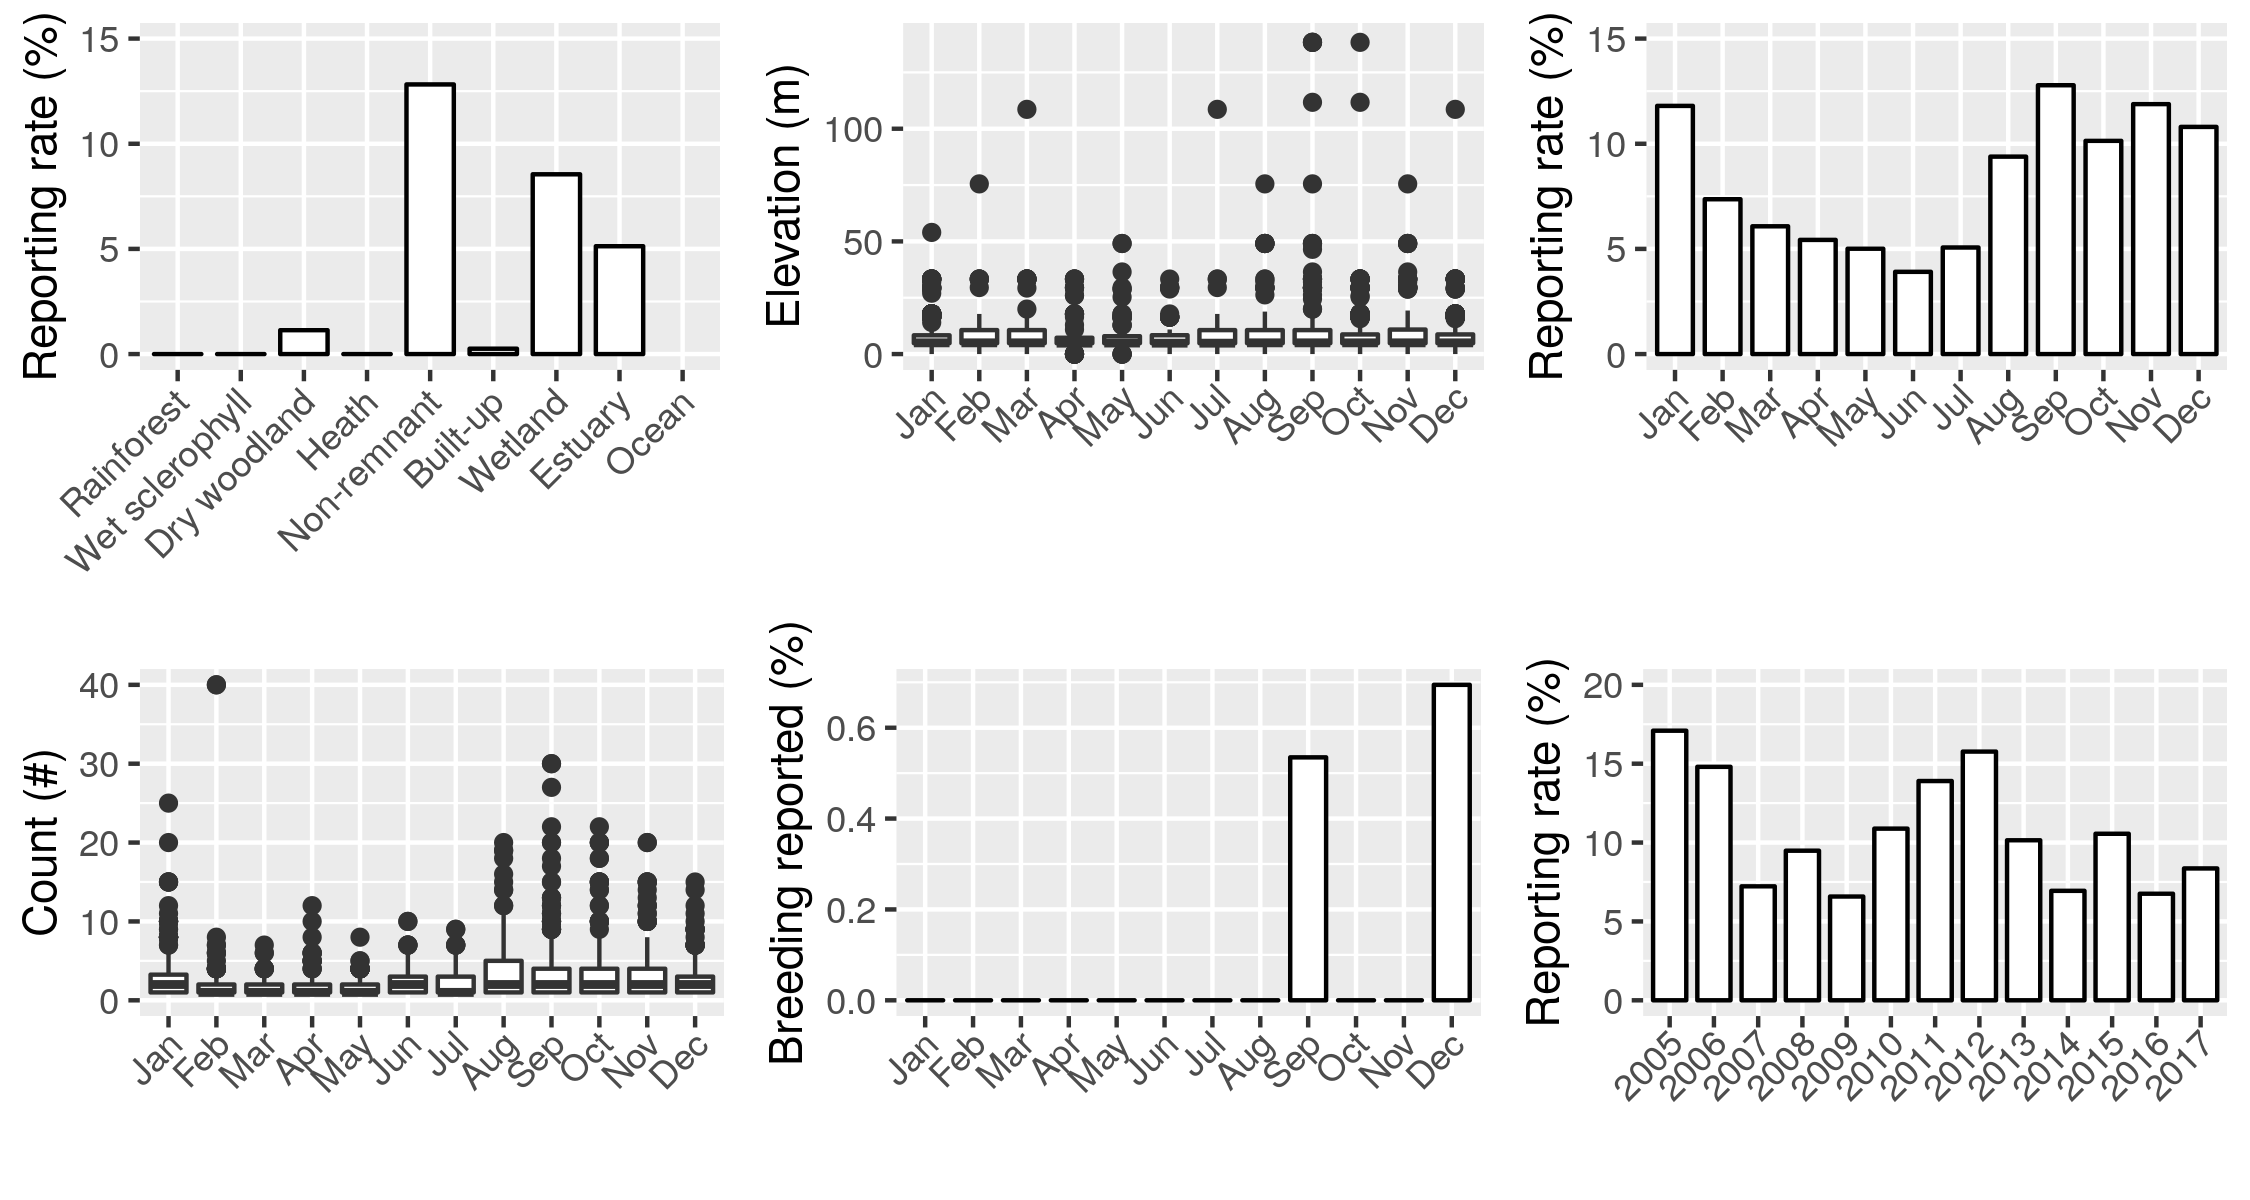 Reporting rate (%)
15
10
5
0
Rainforest
Wet sclerophyll
Dry woodland
Heath
Non-remnant
Built-up
Wetland
Estuary
Ocean
Elevation (m)
100
50
0
Jan
Feb
Mar
Apr
May
Jun
Jul
Aug
Sep
Oct
Nov
Dec
Reporting rate (%)
15
10
5
0
Jan
Feb
Mar
Apr
May
Jun
Jul
Aug
Sep
Oct
Nov
Dec
Count (#)
40
30
20
10
0
Jan
Feb
Mar
Apr
May
Jun
Jul
Aug
Sep
Oct
Nov
Dec
Breeding reported (%)
0.6
0.4
0.2
0.0
Jan
Feb
Mar
Apr
May
Jun
Jul
Aug
Sep
Oct
Nov
Dec
Reporting rate (%)
20
15
10
5
0
2005
2006
2007
2008
2009
2010
2011
2012
2013
2014
2015
2016
2017